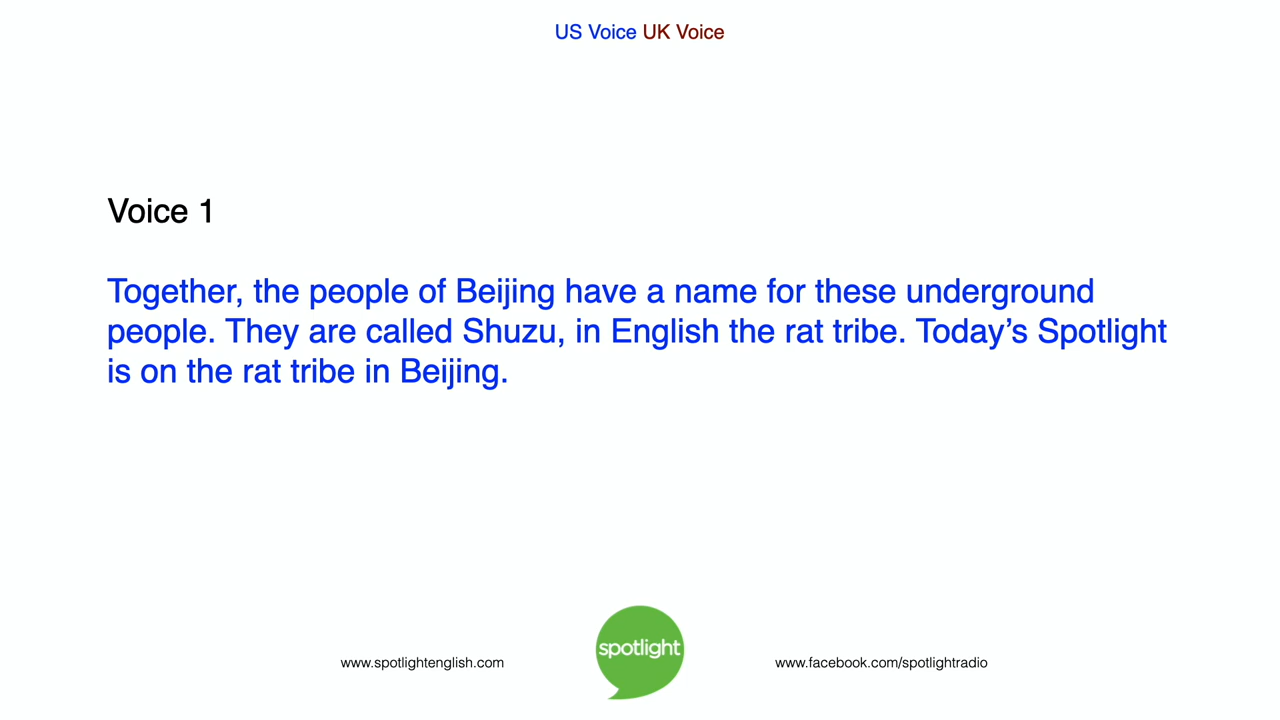 US Voice UK Voice
Voice 1
Together, the people of Beijing have a name for these underground
people. They are called Shuzu, in English the rat tribe. Today’s Spotlight
is on the rat tribe in Beijing.
spotlight
www.spotlightenglish.com
www.facebook.com/spotlightradio